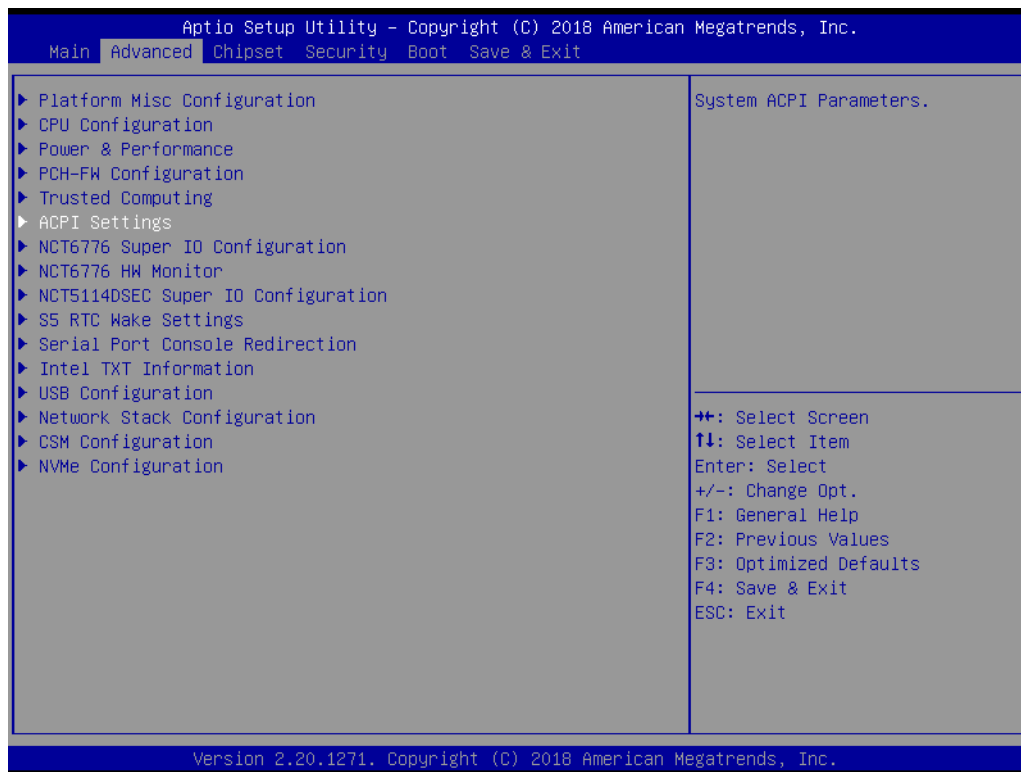 Aptio Setup Utility – Copyright (C) 2018 American Megatrends, Inc.
Main Advanced Chipset Security Boot Save & Exit
▶ Platform Misc Configuration
▶ CPU Configuration
▶ Power & Performance
▶ PCH-FW Configuration
▶ Trusted Computing
▶ ACPI Settings
▶ NCT6776 Super IO Configuration
▶ NCT6776 HW Monitor
▶ NCT5114DSEC Super IO Configuration
▶ S5 RTC Wake Settings
▶ Serial Port Console Redirection
▶ Intel TXT Information
▶ USB Configuration
▶ Network Stack Configuration
▶ CSM Configuration
▶ NVMe Configuration
System ACPI Parameters.
→←: Select Screen
↑↓: Select Item
Enter: Select
+/-: Change Opt.
F1: General Help
F2: Previous Values
F3: Optimized Defaults
F4: Save & Exit
ESC: Exit
Version 2.20.1271. Copyright (C) 2018 American Megatrends, Inc.